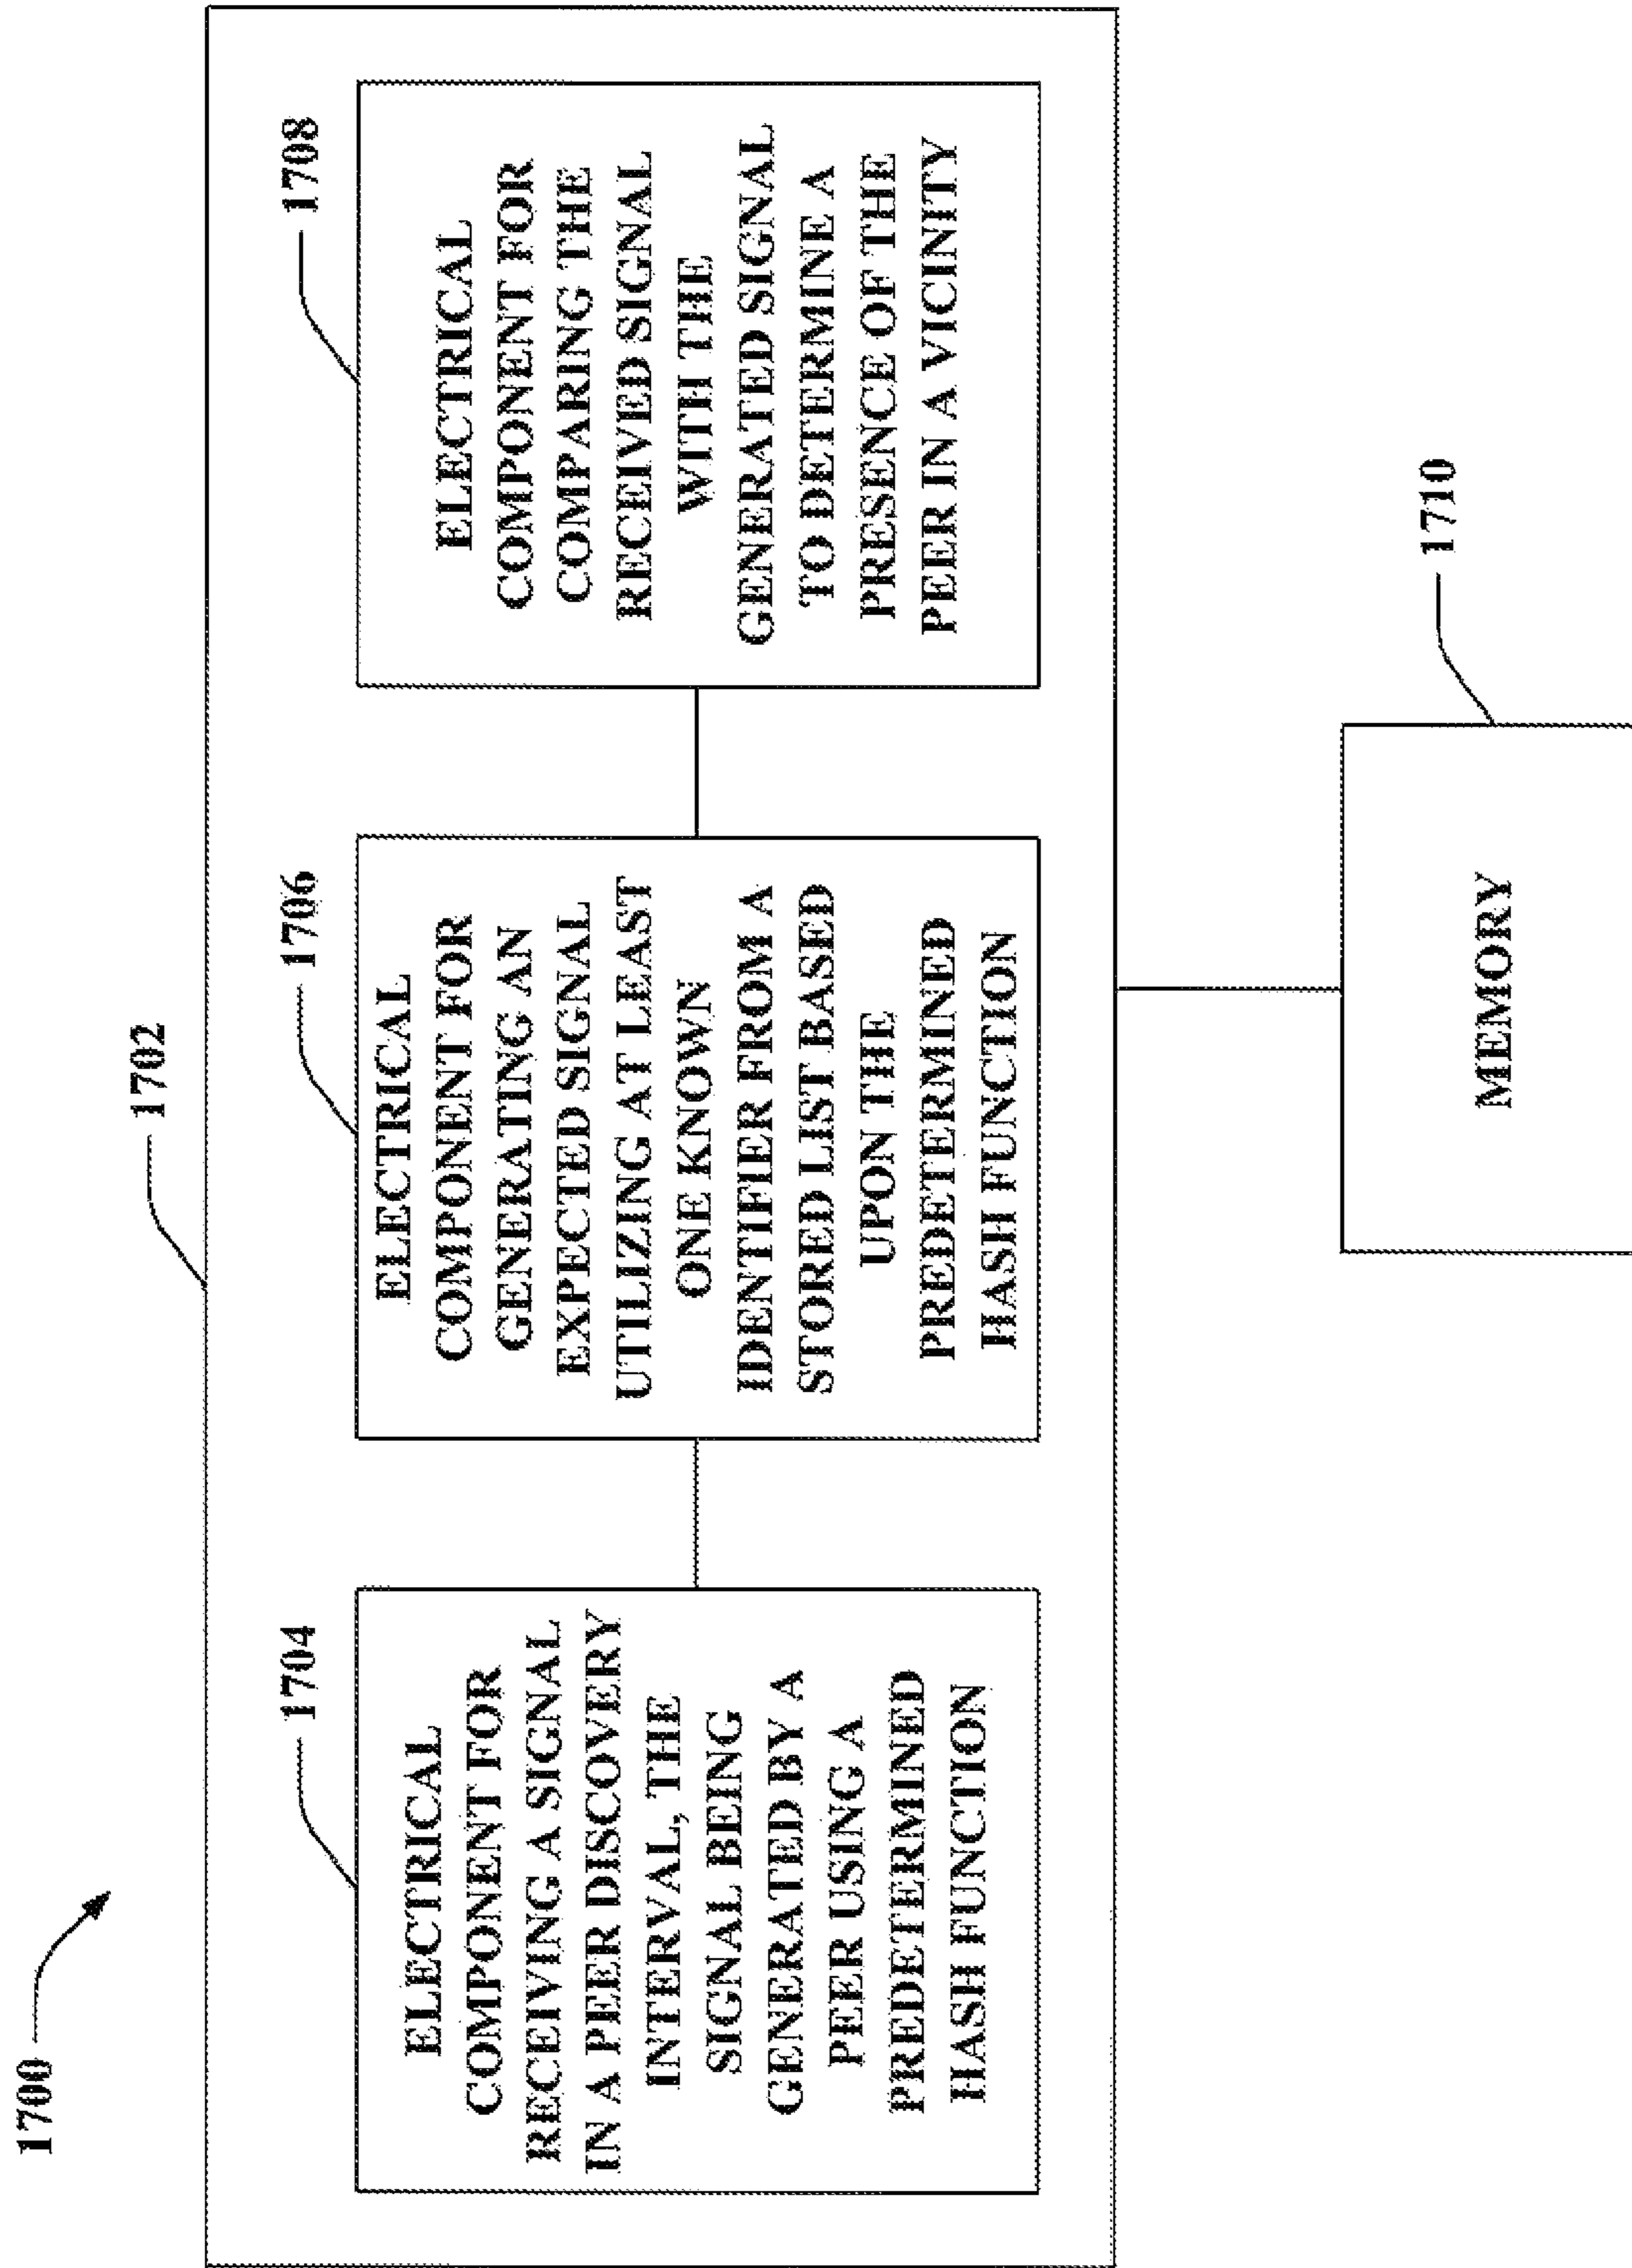 1700
1702
1704
ELECTRICAL
COMPONENT FOR
RECEIVING A SIGNAL
IN A PEER DISCOVERY
INTERVAL, THE
SIGNAL BEING
GENERATED BY A
PEER USING A
PREDETERMINED
HASH FUNCTION
1706
ELECTRICAL
COMPONENT FOR
GENERATING AN
EXPECTED SIGNAL
UTILIZING AT LEAST
ONE KNOWN
IDENTIFIER FROM A
STORED LIST BASED
UPON THE
PREDETERMINED
HASH FUNCTION
1708
ELECTRICAL
COMPONENT FOR
COMPARING THE
RECEIVED SIGNAL
WITH THE
GENERATED SIGNAL
TO DETERMINE A
PRESENCE OF THE
PEER IN A VICINITY
1710
MEMORY